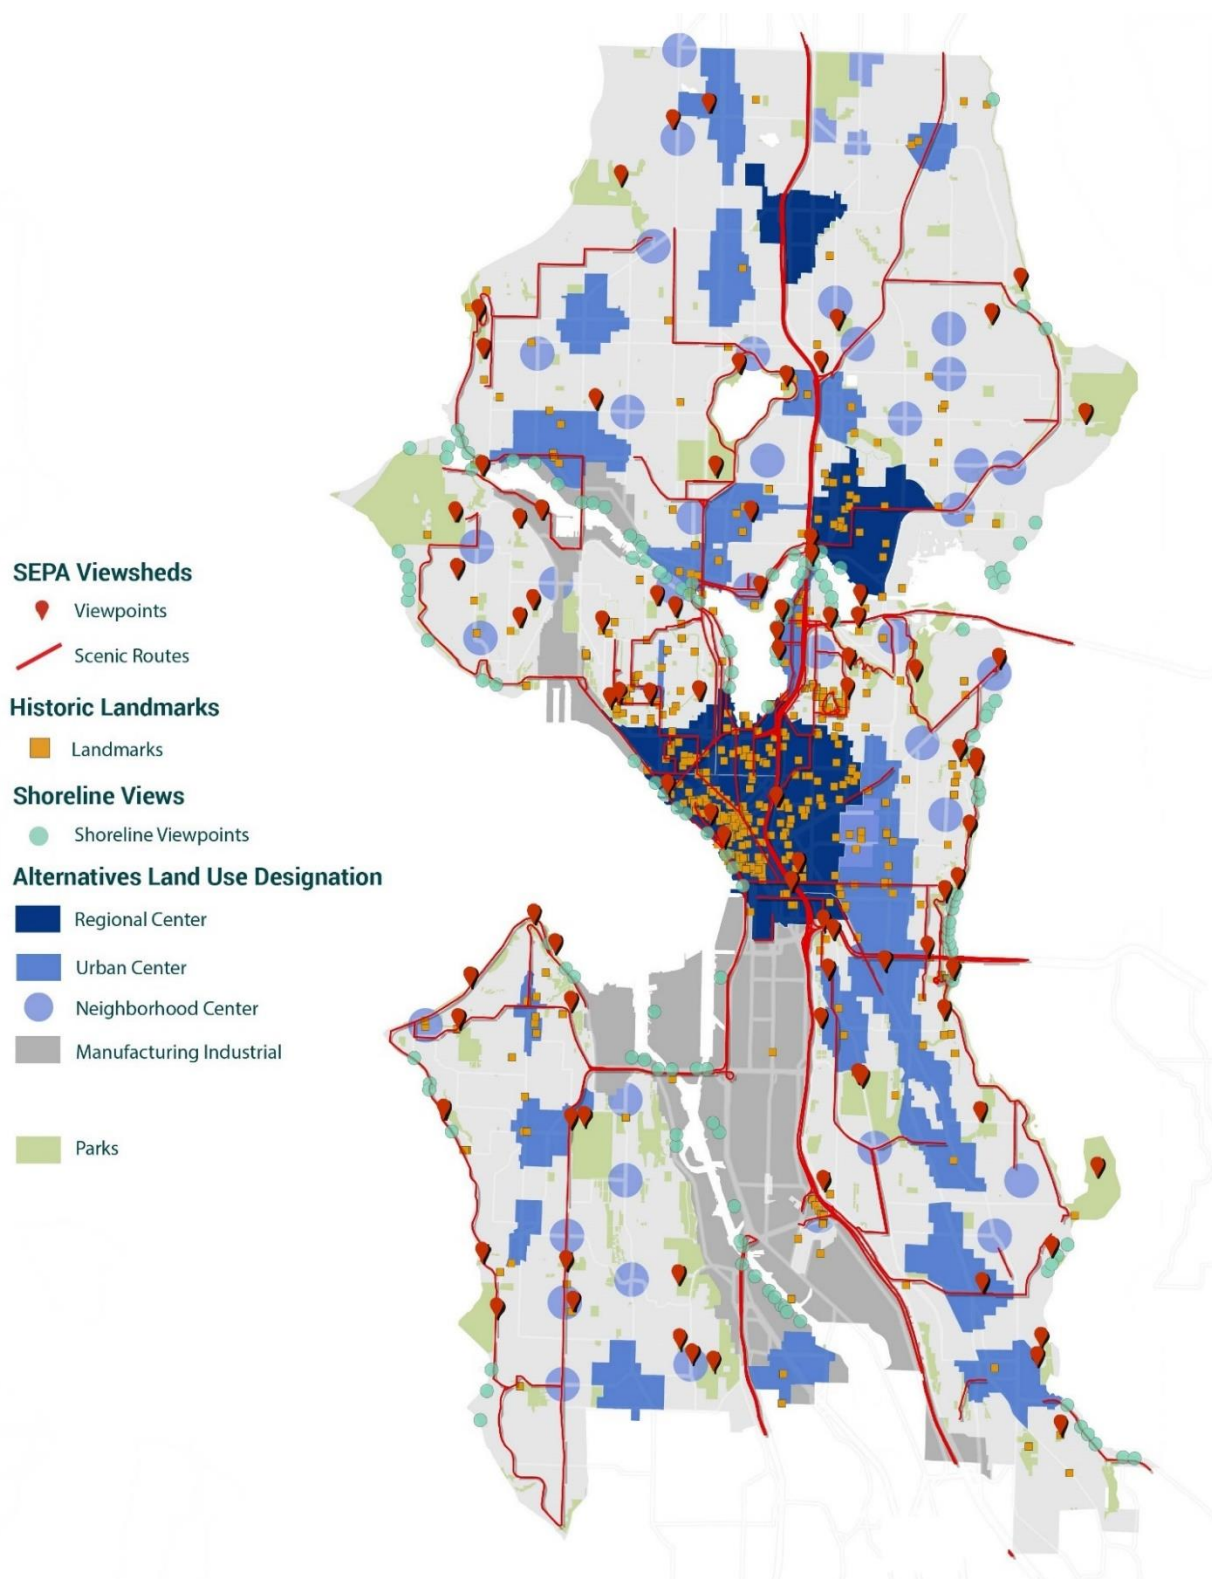 SEPA Viewsheds
Viewpoints
Scenic Routes
Historic Landmarks
Landmarks
Shoreline Views
Shoreline Viewpoints
Alternatives Land Use Designation
Regional Center
Urban Center
Neighborhood Center
Manufacturing Industrial
Parks